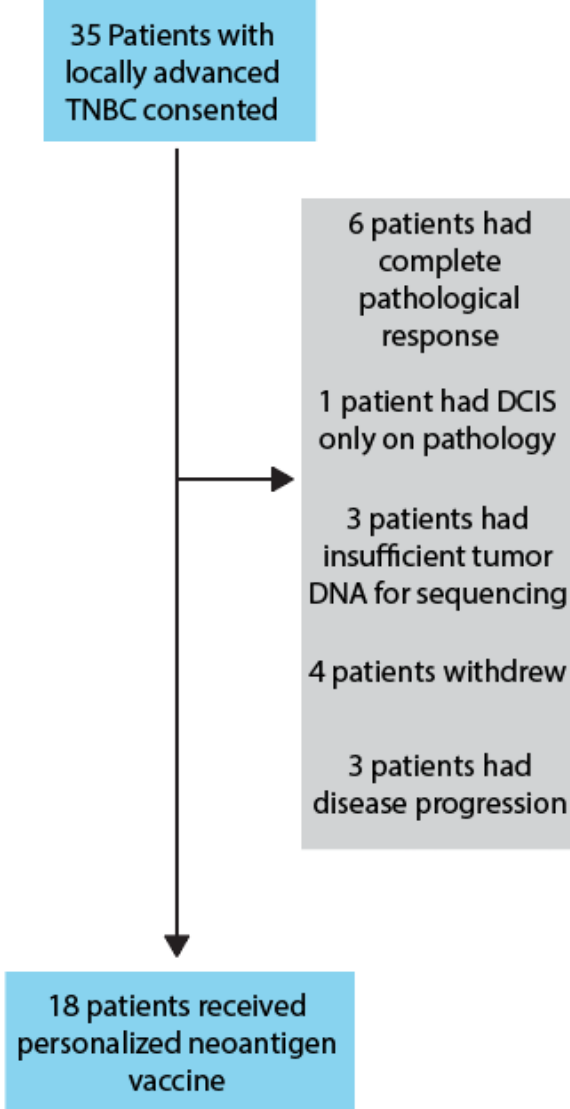 35 Patients with
locally advanced
TNBC consented
6 patients had
complete
pathological
response
1 patient had DCIS
only on pathology
3 patients had
insufficient tumor
DNA for sequencing
4 patients withdrew
3 patients had
disease progression
18 patients received
personalized neoantigen
vaccine